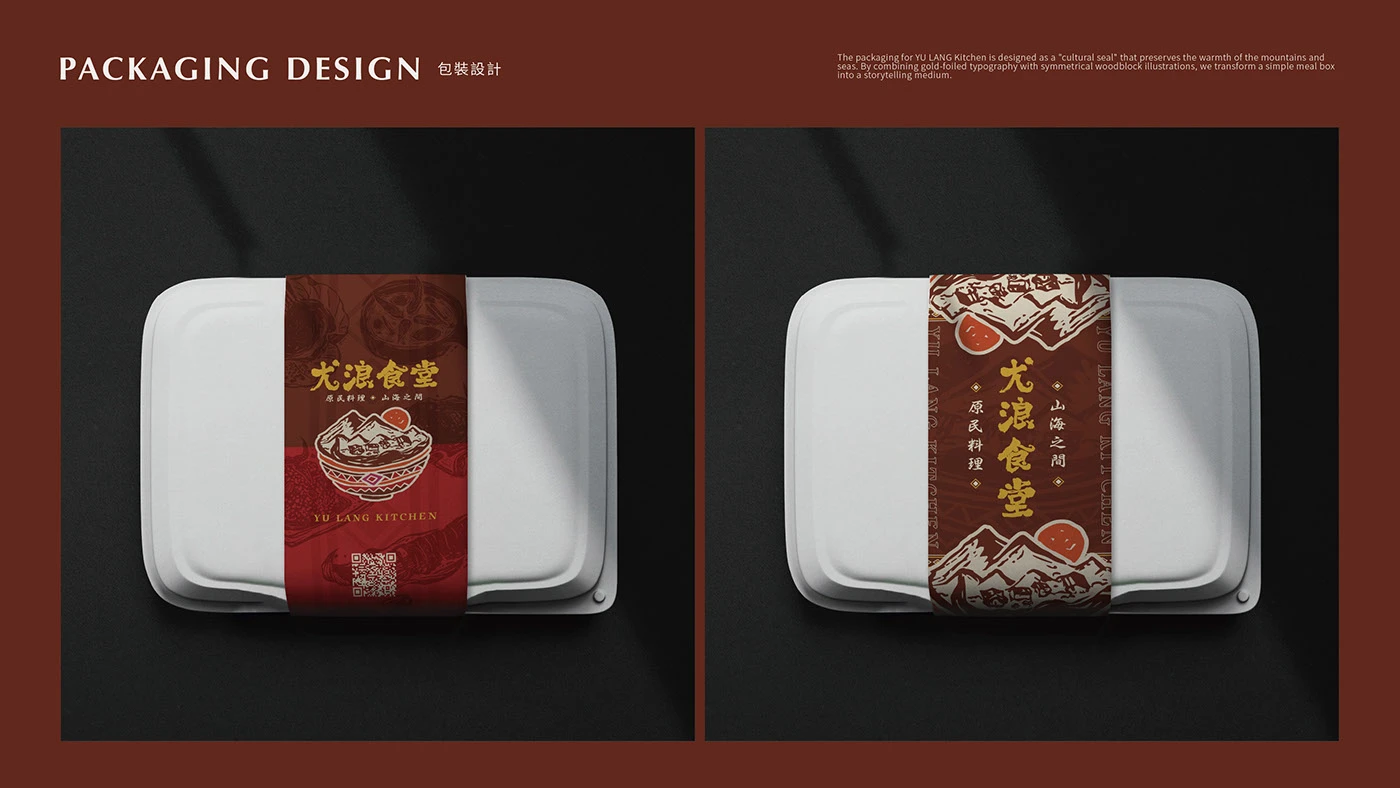 PACKAGING DESIGN 包裝設計
The packaging for YU LANG Kitchen is designed as a "cultural seal" that preserves the warmth of the mountains and
seas. By combining gold-foiled typography with symmetrical woodblock illustrations, we transform a simple meal box
into a storytelling medium.
尤浪食堂
原民料理 ✦ 山海之間
YU LANG KITCHEN
山海之間
尤浪食堂
原民料理
YU LANG KITCHEN
YU LANG KITCHEN